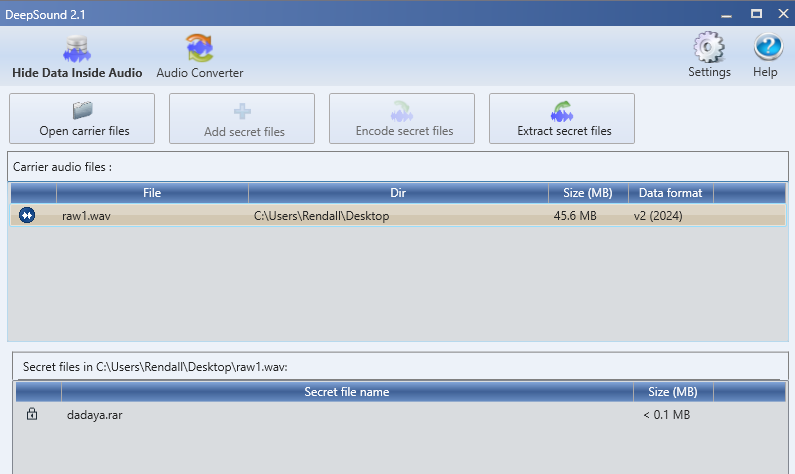 DeepSound 2.1
Hide Data Inside Audio Audio Converter Settings Help
Open carrier files Add secret files Encode secret files Extract secret files
Carrier audio files :
File Dir Size (MB) Data format
raw1.wav C:\Users\Rendall\Desktop 45.6 MB v2 (2024)
Secret files in C:\Users\Rendall\Desktop\raw1.wav:
Secret file name Size (MB)
dadaya.rar < 0.1 MB